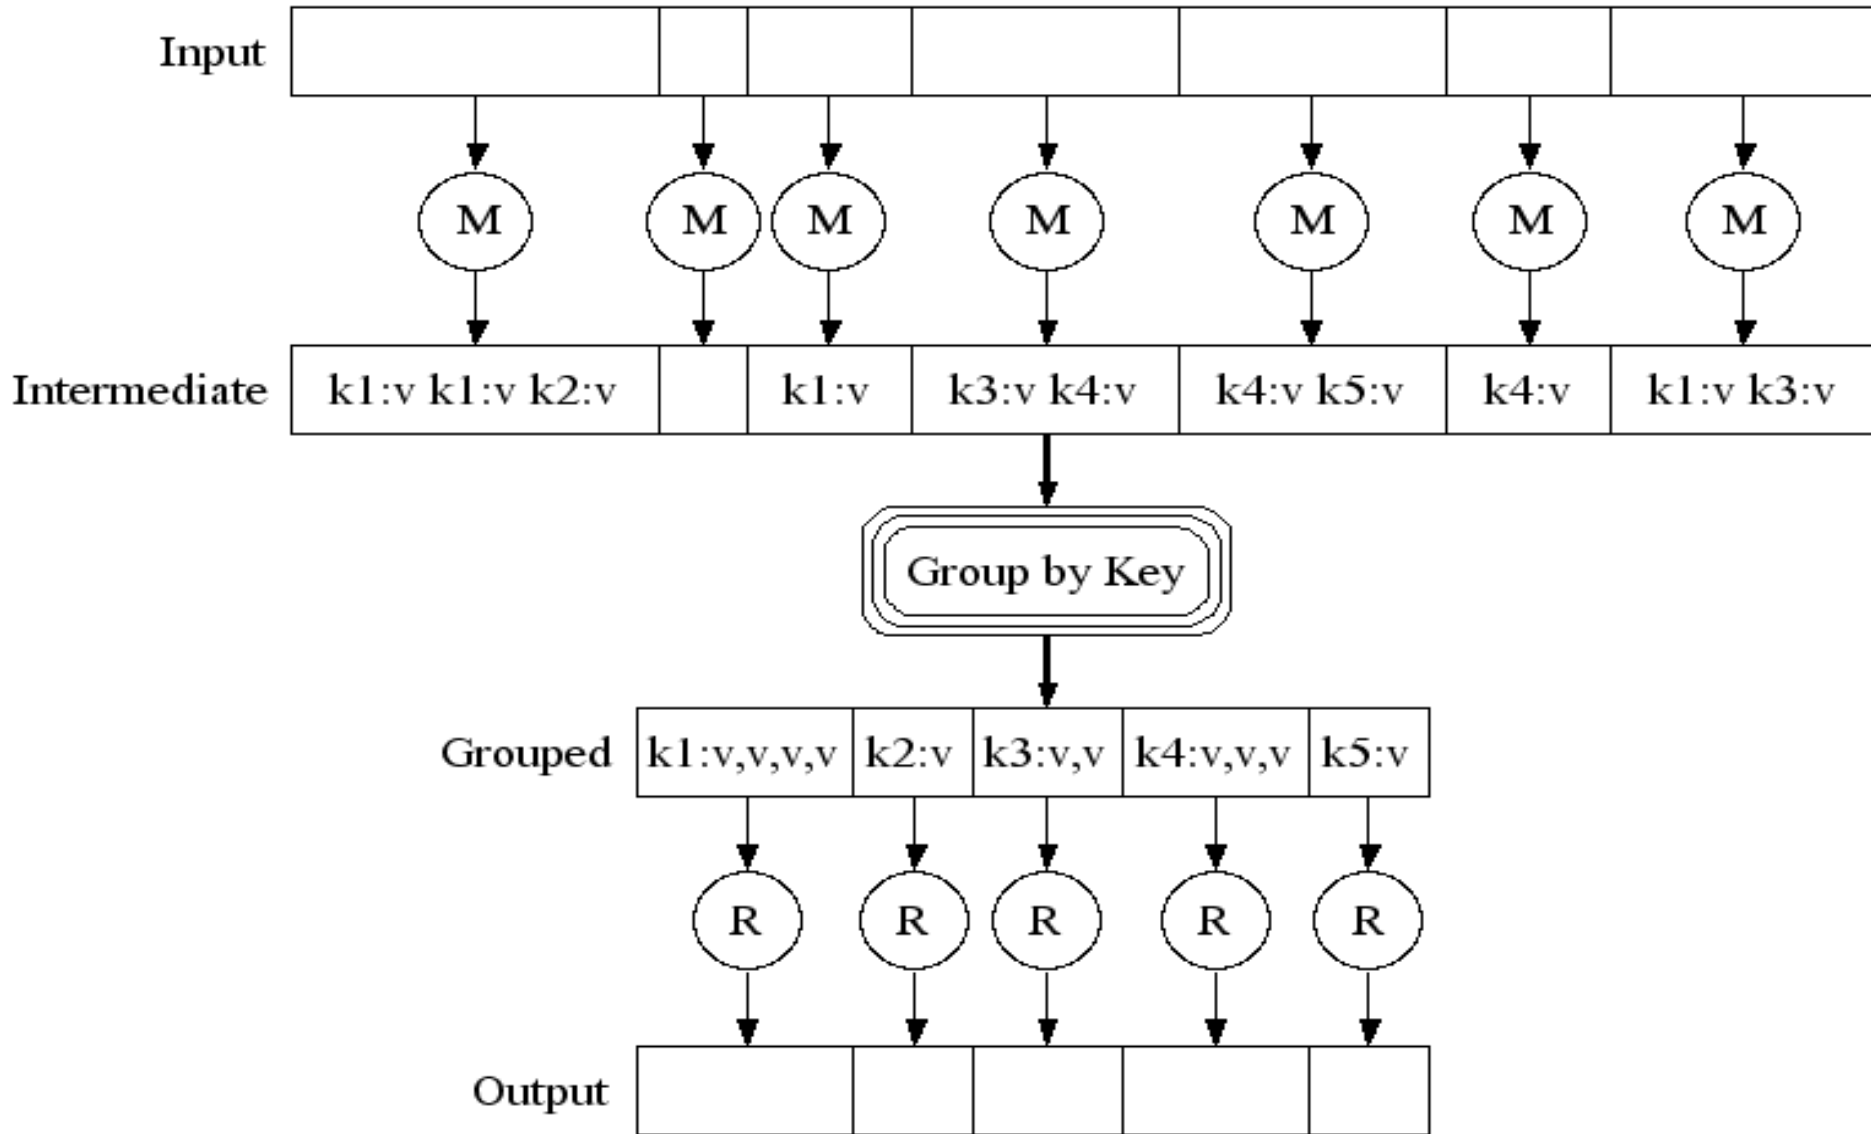 Input
M M M M M M M
Intermediate k1:v k1:v k2:v k1:v k3:v k4:v k4:v k5:v k4:v k1:v k3:v
Group by Key
Grouped k1:v,v,v,v k2:v k3:v,v k4:v,v,v k5:v
R R R R R
Output